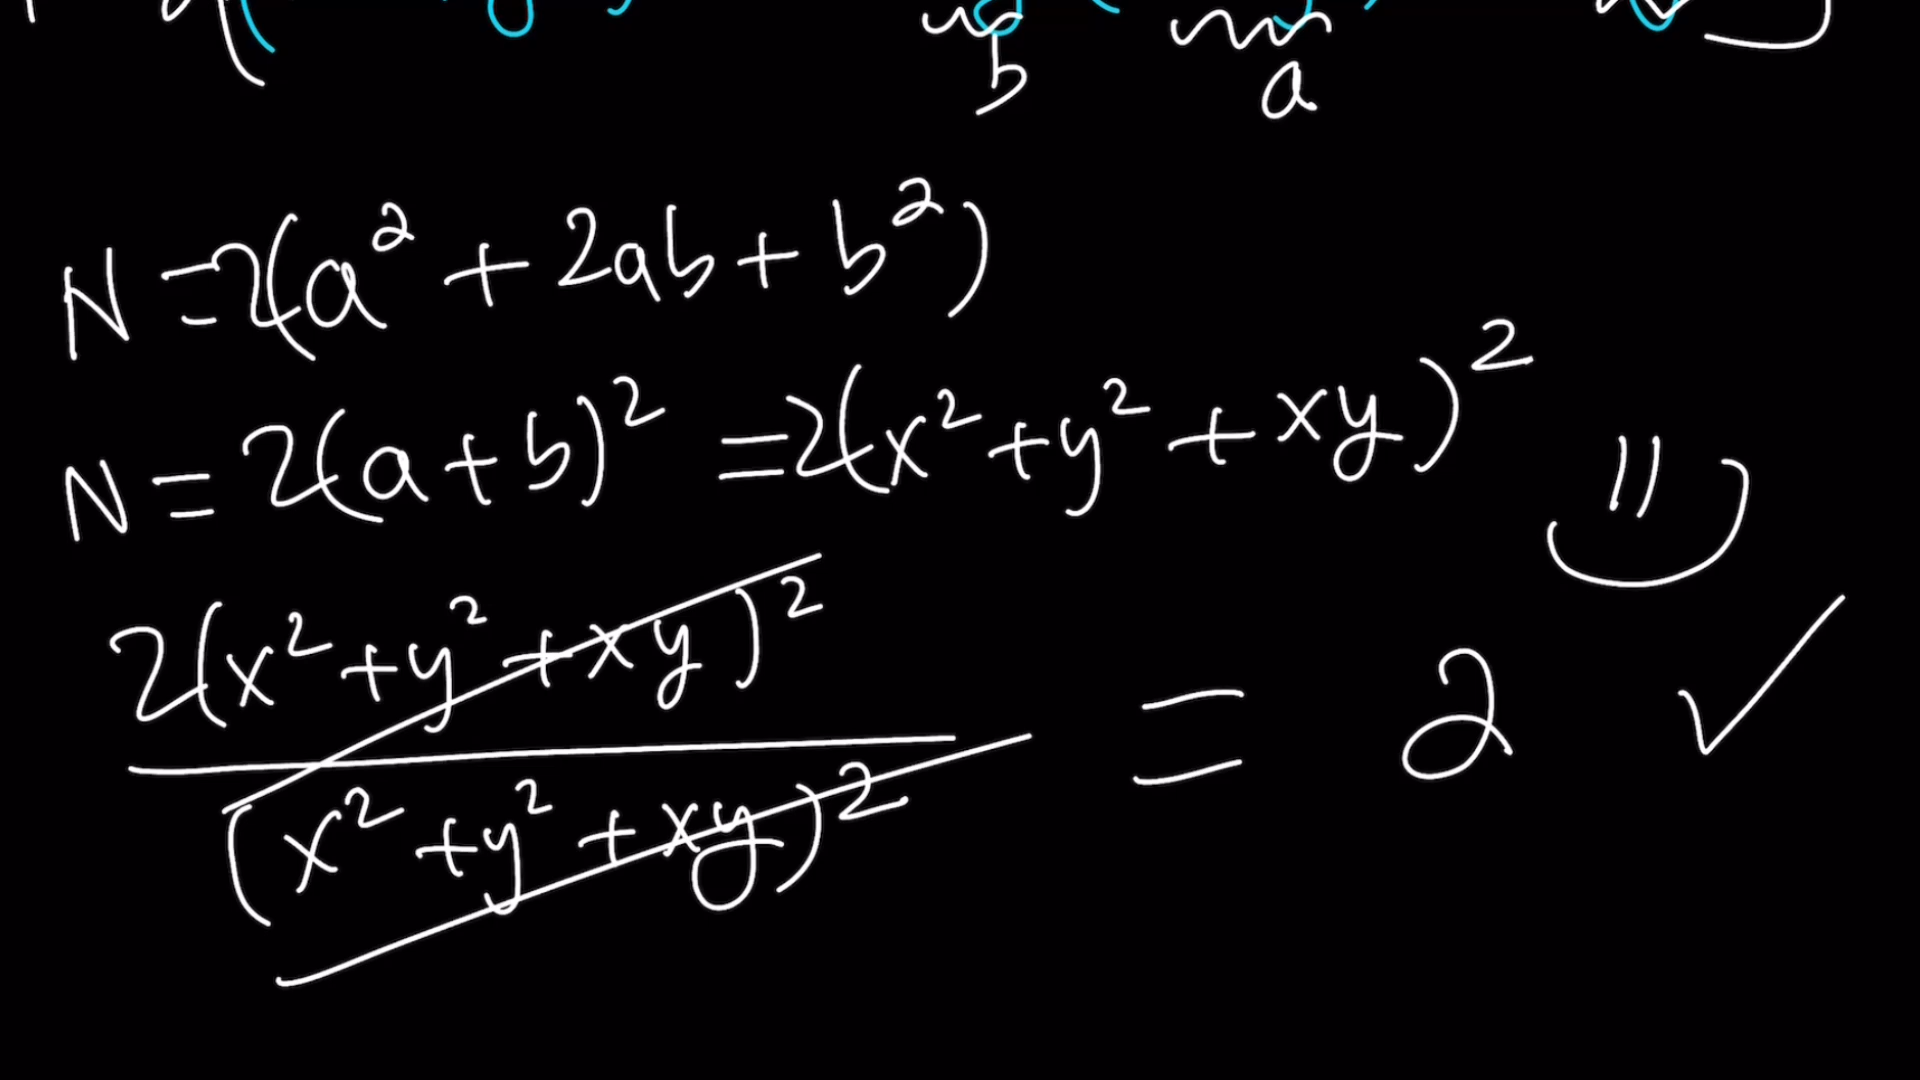 b a
N = 2(a² + 2ab + b²)
N = 2(a + b)² = 2(x² + y² + xy)²
2(x² + y² + xy)²
(x² + y² + xy)²
= 2 ✓